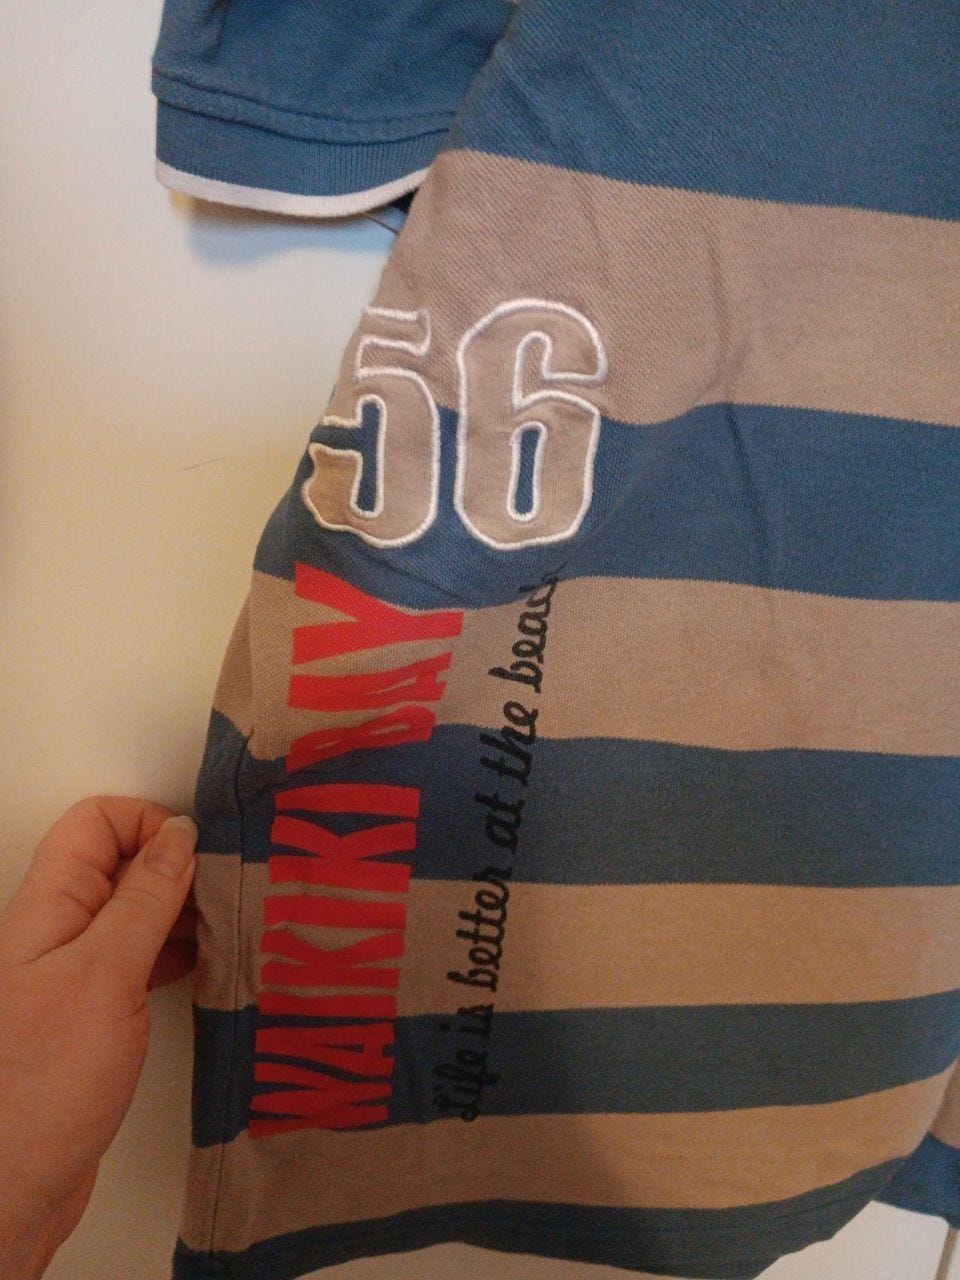 56
WAIKIKI BAY
Life is better at the beach